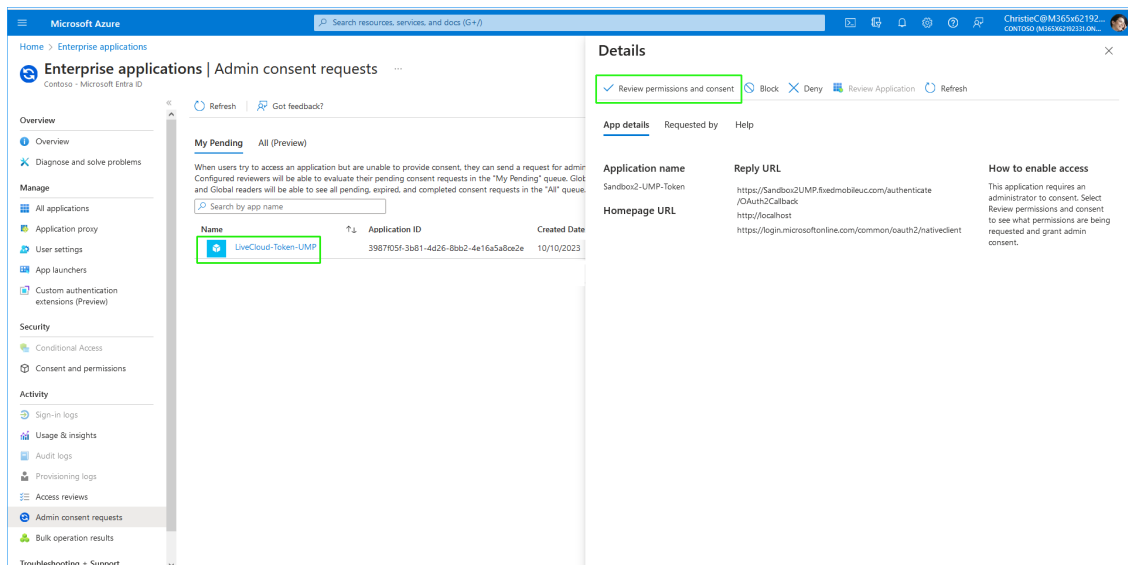 Microsoft Azure
Search resources, services, and docs (G+/)
ChristieC@M365x62192...
CONTOSO (M365X62192331.ON...
Home > Enterprise applications
Enterprise applications | Admin consent requests ...
Contoso - Microsoft Entra ID
Overview
Overview
Diagnose and solve problems
Manage
All applications
Application proxy
User settings
App launchers
Custom authentication
extensions (Preview)
Security
Conditional Access
Consent and permissions
Activity
Sign-in logs
Usage & insights
Audit logs
Provisioning logs
Access reviews
Admin consent requests
Bulk operation results
Troubleshooting + Support
Refresh
Got feedback?
My Pending
All (Preview)
When users try to access an application but are unable to provide consent, they can send a request for admin
Configured reviewers will be able to evaluate their pending consent requests in the "My Pending" queue. Glob
and Global readers will be able to see all pending, expired, and completed consent requests in the "All" queue.
Search by app name
Name Application ID Created Date
LiveCloud-Token-UMP 3987f05f-3b81-4d26-8bb2-4e16a5a8ce2e 10/10/2023
Details
Review permissions and consent Block Deny Review Application Refresh
App details Requested by Help
Application name
Sandbox2-UMP-Token
Homepage URL
Reply URL
https://Sandbox2UMP.fixedmobileuc.com/authenticate
/OAuth2Callback
http://localhost
https://login.microsoftonline.com/common/oauth2/nativeclient
How to enable access
This application requires an
administrator to consent. Select
Review permissions and consent
to see what permissions are being
requested and grant admin
consent.